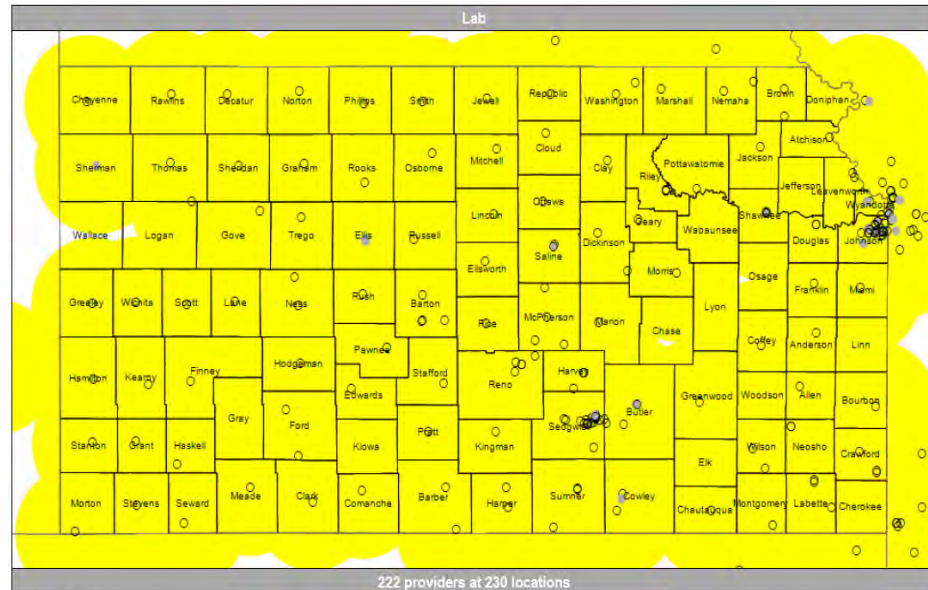 Lab
Cheyenne Rawlins Decatur Norton Phillips Smith Jewell Republic Washington Marshall Nemaha Brown Doniphan
Atchison
Sherman Thomas Sheridan Graham Rooks Osborne Mitchell Cloud Clay Riley Pottawatomie Jackson
Jefferson Leavenworth
Wyandotte
Wallace Logan Gove Trego Ellis Russell Lincoln Ottawa Geary Wabaunsee Shawnee
Saline Dickinson Douglas Johnson
Ellsworth Morris Osage
Greeley Wichita Scott Lane Ness Rush Barton Franklin Miami
Rice McPherson Marion Chase Lyon
Pawnee Coffey Anderson Linn
Hamilton Kearny Finney Hodgeman Stafford Reno Harvey
Edwards Greenwood Woodson Allen Bourbon
Gray Ford Sedgwick Butler
Stanton Grant Haskell Kiowa Pratt Kingman Wilson Neosho Crawford
Elk
Morton Stevens Seward Meade Clark Comanche Barber Harper Sumner Cowley Chautauqua Montgomery Labette Cherokee
222 providers at 230 locations